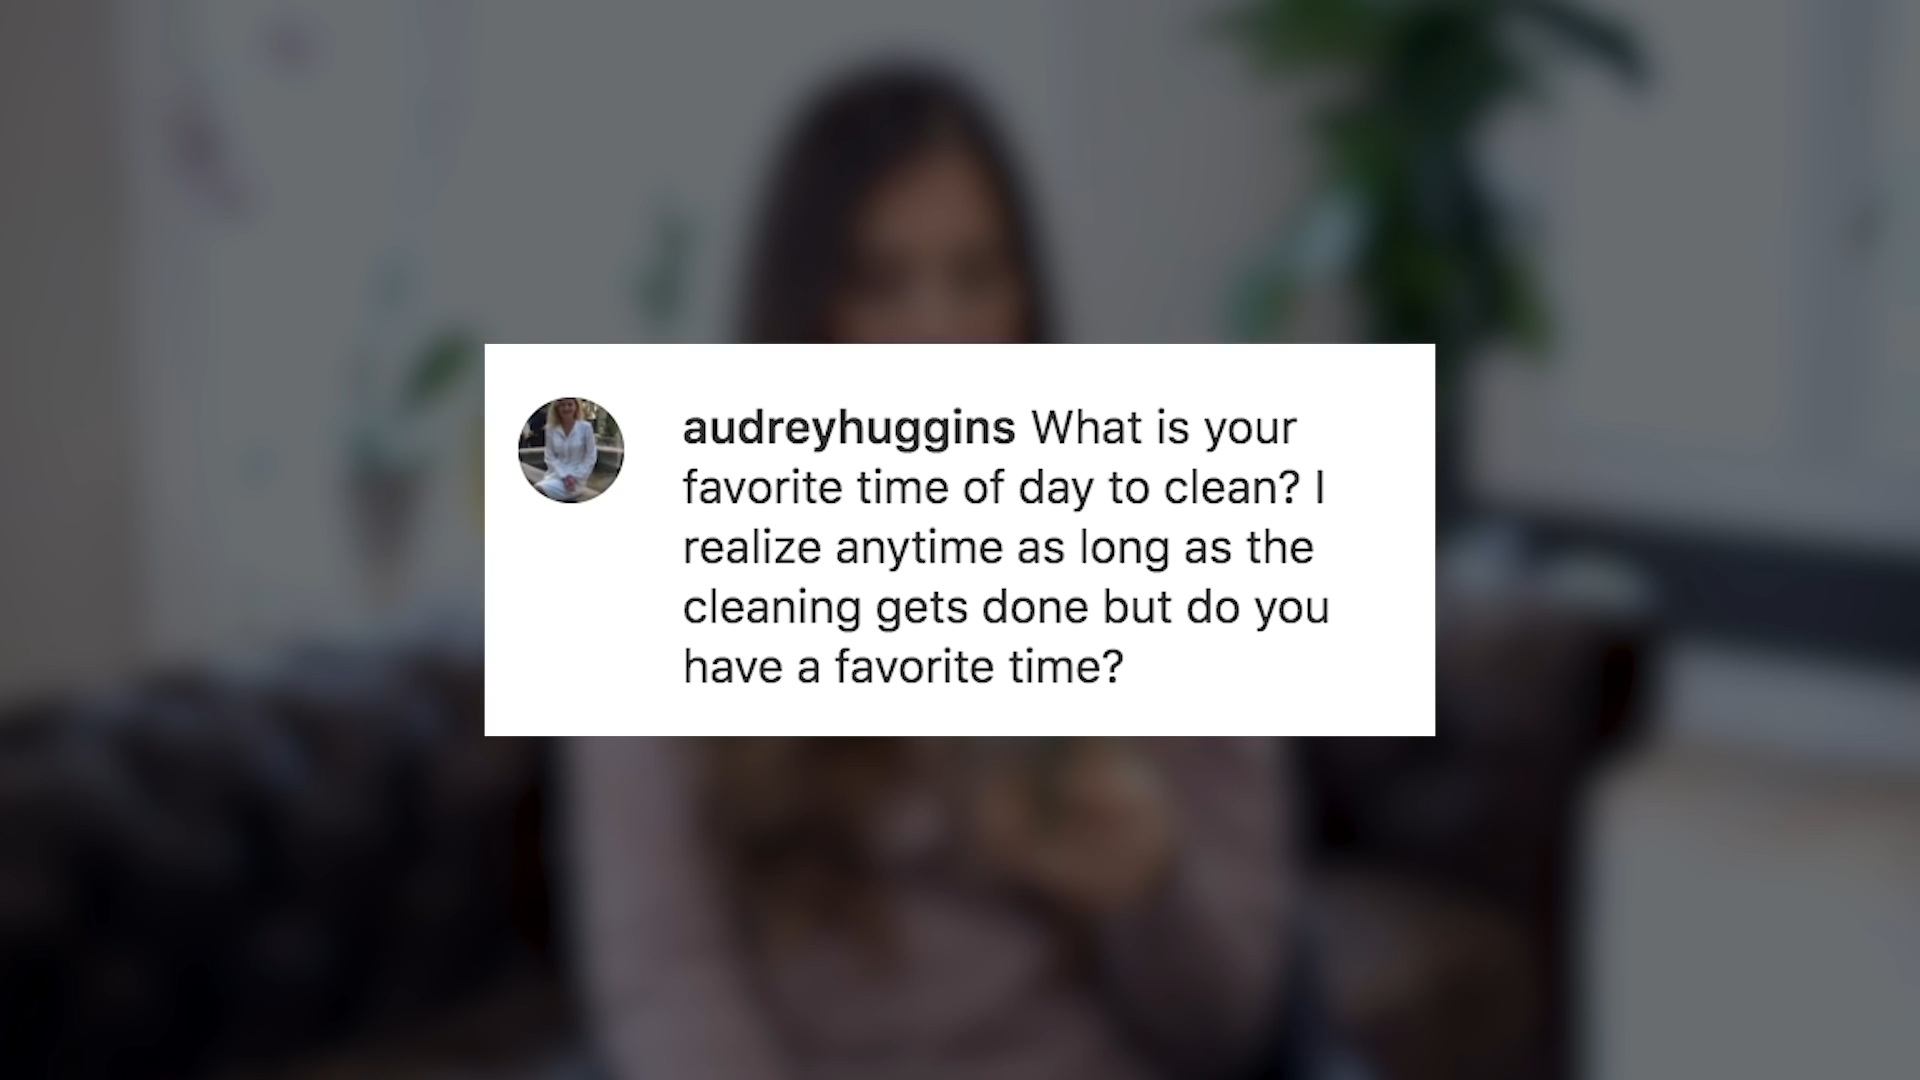 audreyhuggins What is your
favorite time of day to clean? I
realize anytime as long as the
cleaning gets done but do you
have a favorite time?